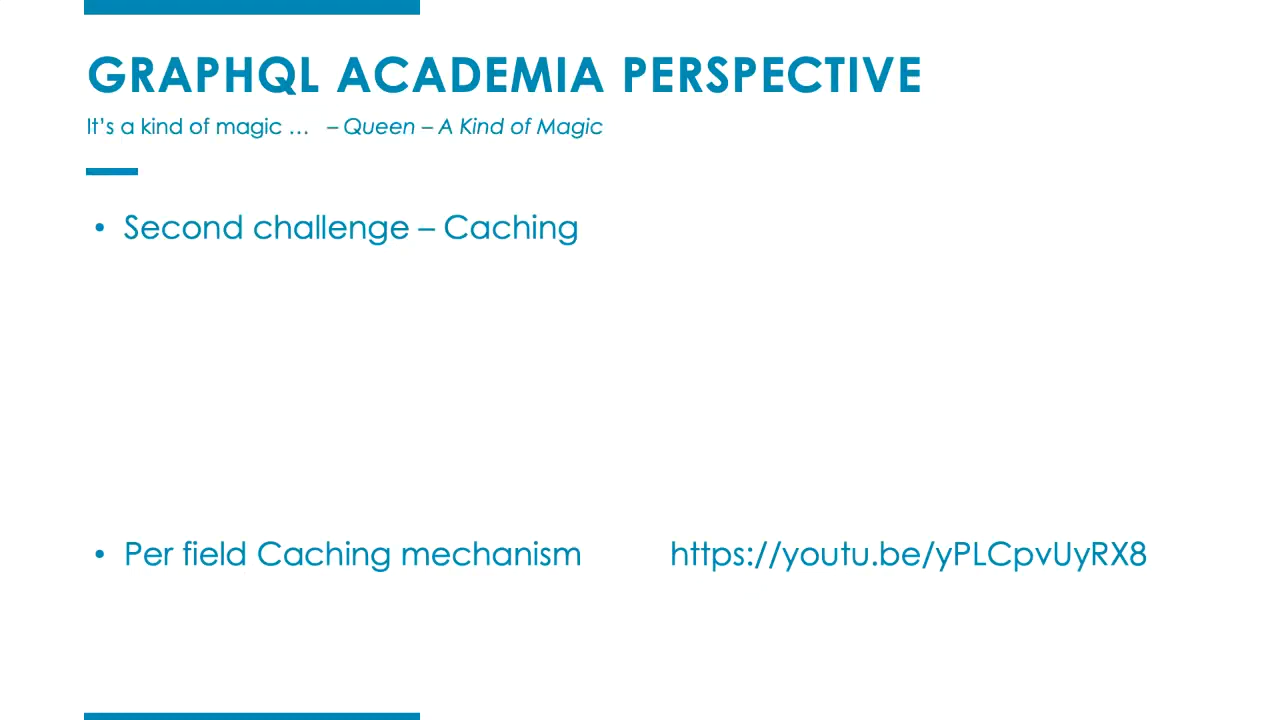 GRAPHQL ACADEMIA PERSPECTIVE
It's a kind of magic … – Queen – A Kind of Magic
• Second challenge – Caching
• Per field Caching mechanism https://youtu.be/yPLCpvUyRX8